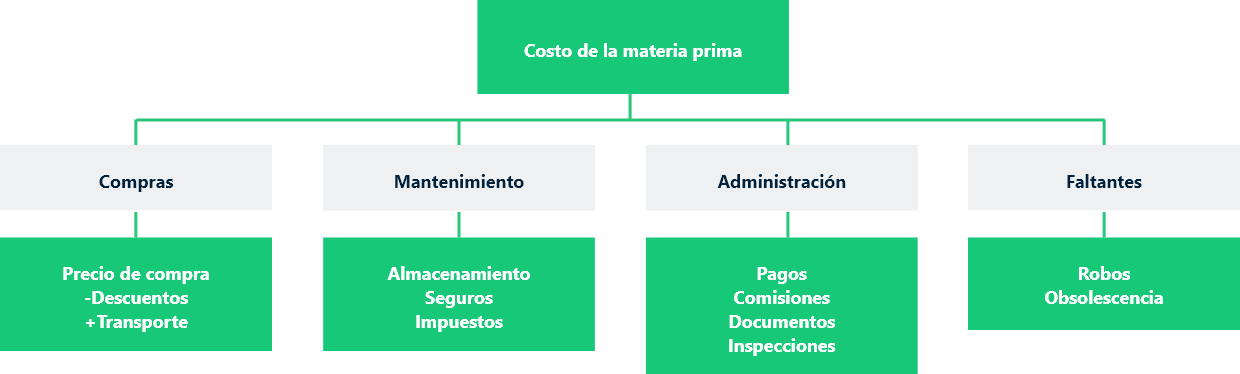 Costo de la materia prima
Compras
Mantenimiento
Administración
Faltantes
Precio de compra
-Descuentos
+Transporte
Almacenamiento
Seguros
Impuestos
Pagos
Comisiones
Documentos
Inspecciones
Robos
Obsolescencia